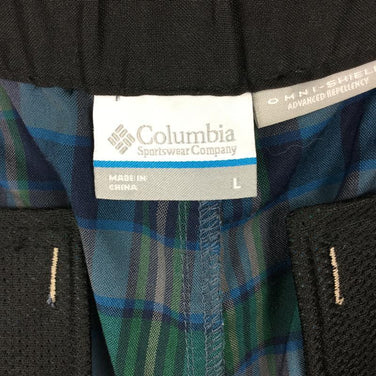 Columbia
Sportswear Company
MADE IN
CHINA
L
OMNI-SHIELD
ADVANCED REPELLENCY